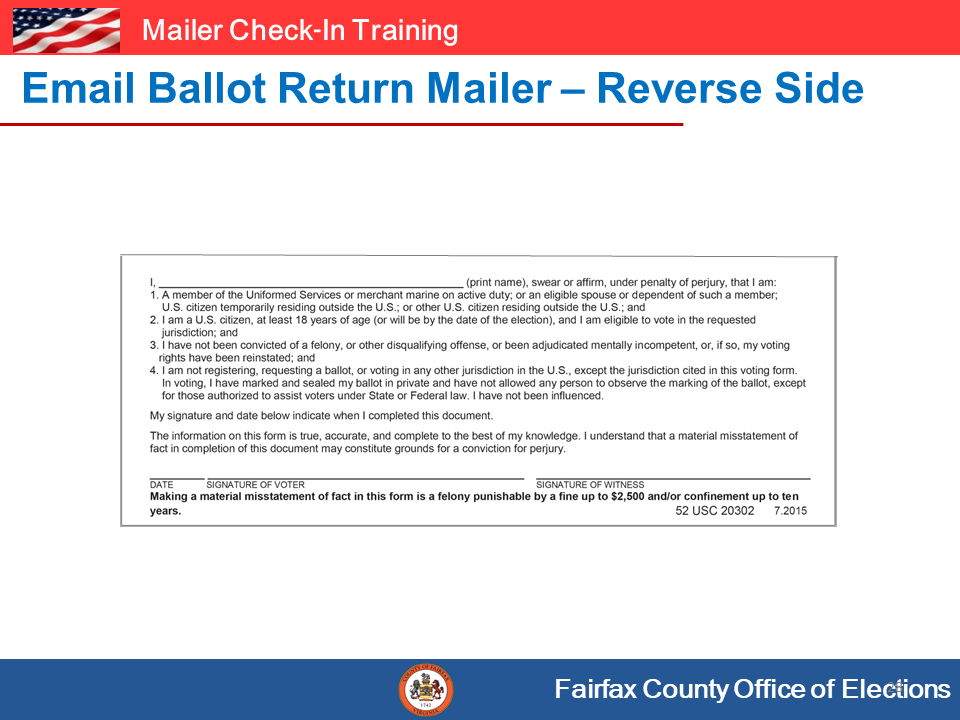 Mailer Check-In Training
Email Ballot Return Mailer – Reverse Side
I, ______________________________ (print name), swear or affirm, under penalty of perjury, that I am:
1. A member of the Uniformed Services or merchant marine on active duty; or an eligible spouse or dependent of such a member;
U.S. citizen temporarily residing outside the U.S.; or other U.S. citizen residing outside the U.S.; and
2. I am a U.S. citizen, at least 18 years of age (or will be by the date of the election), and I am eligible to vote in the requested
jurisdiction; and
3. I have not been convicted of a felony, or other disqualifying offense, or been adjudicated mentally incompetent, or, if so, my voting
rights have been reinstated; and
4. I am not registering, requesting a ballot, or voting in any other jurisdiction in the U.S., except the jurisdiction cited in this voting form.
In voting, I have marked and sealed my ballot in private and have not allowed any person to observe the marking of the ballot, except
for those authorized to assist voters under State or Federal law. I have not been influenced.
My signature and date below indicate when I completed this document.
The information on this form is true, accurate, and complete to the best of my knowledge. I understand that a material misstatement of
fact in completion of this document may constitute grounds for a conviction for perjury.
DATE SIGNATURE OF VOTER SIGNATURE OF WITNESS
Making a material misstatement of fact in this form is a felony punishable by a fine up to $2,500 and/or confinement up to ten
years. 52 USC 20302 7.2015
COUNTY OF FAIRFAX
1742
VIRGINIA
Fairfax County Office of Elections